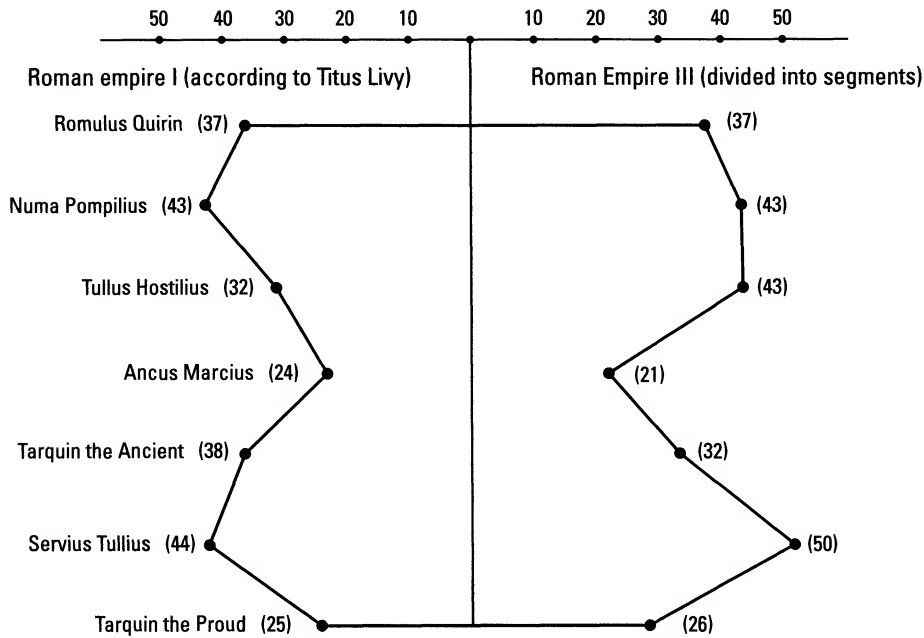 50 40 30 20 10 10 20 30 40 50
Roman empire I (according to Titus Livy) Roman Empire III (divided into segments)
Romulus Quirin (37) (37)
Numa Pompilius (43) (43)
Tullus Hostilius (32) (43)
Ancus Marcius (24) (21)
Tarquin the Ancient (38) (32)
Servius Tullius (44) (50)
Tarquin the Proud (25) (26)